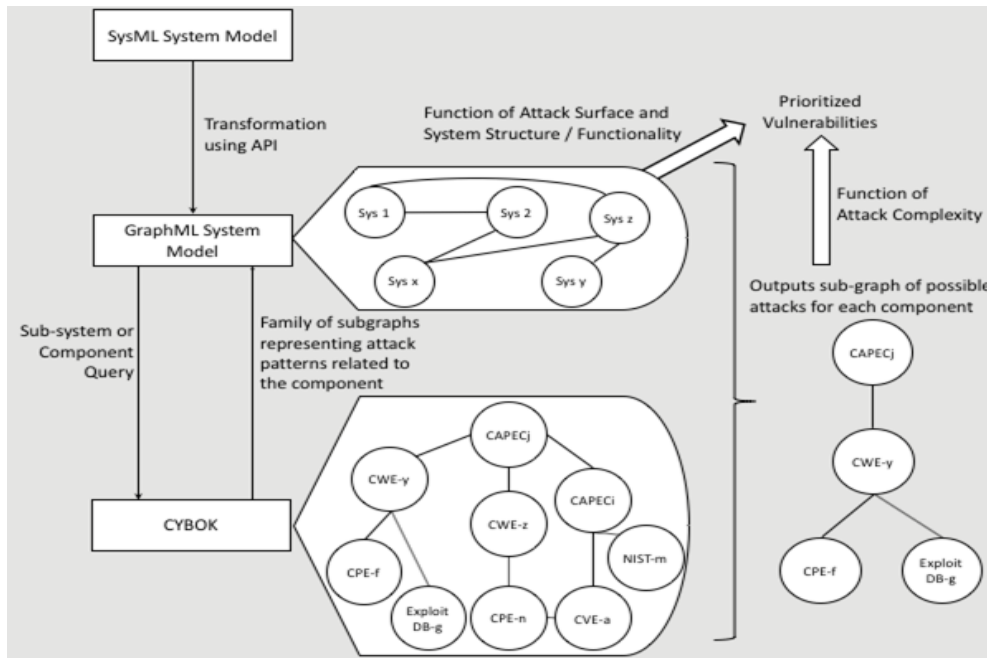 SysML System Model
Transformation
using API
Function of Attack Surface and
System Structure / Functionality
Prioritized
Vulnerabilities
Function of
Attack Complexity
GraphML System
Model
Sys 1
Sys 2
Sys z
Sys x
Sys y
Sub-system or
Component
Query
Family of subgraphs
representing attack
patterns related to
the component
Outputs sub-graph of possible
attacks for each component
CYBOK
CAPECj
CWE-y
CWE-z
CAPECi
CPE-f
Exploit
DB-g
CPE-n
CVE-a
NIST-m
CAPECj
CWE-y
CPE-f
Exploit
DB-g